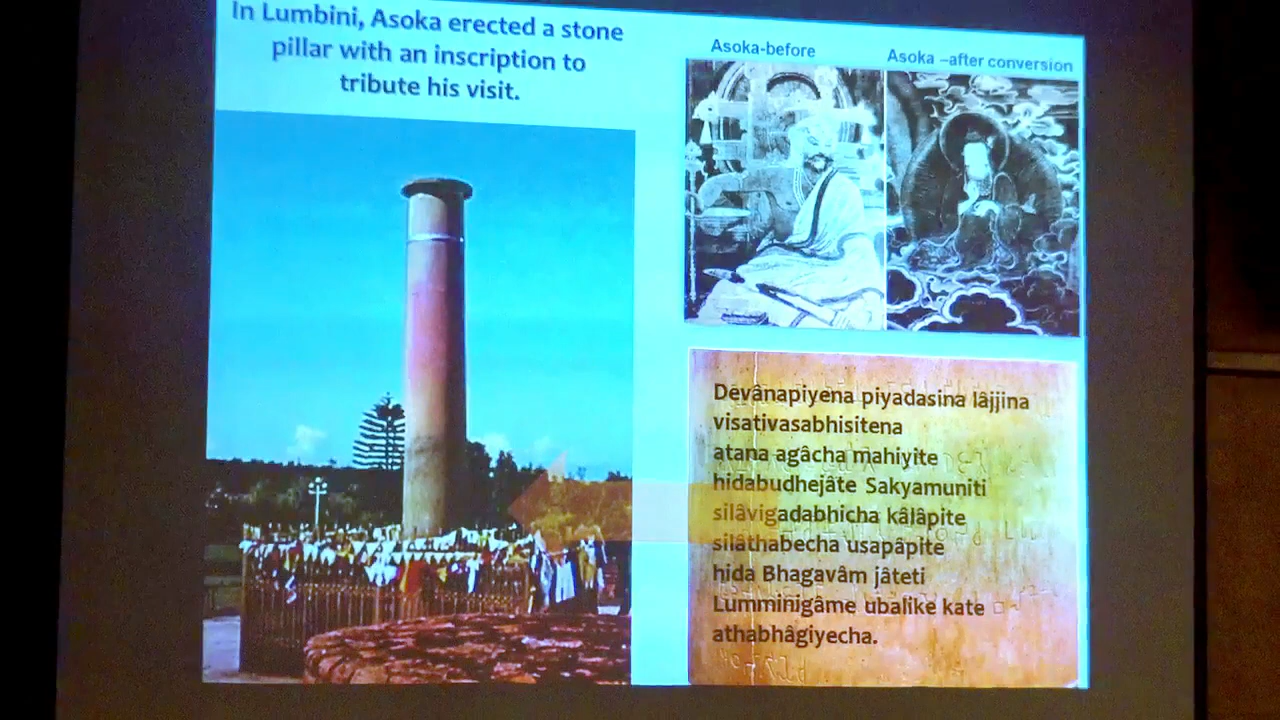 In Lumbini, Asoka erected a stone
pillar with an inscription to
tribute his visit.
Asoka-before
Asoka –after conversion
Devânapiyena piyadasina lâjjina
visativasabhisitena
atana agâcha mahiyite
hidabudhejâte Sakyamuniti
silâvigadabhicha kâlâpite
silâthabecha usapâpite
hida Bhagavâm jâteti
Lumminigâme ubalike kate
athabhâgiyecha.